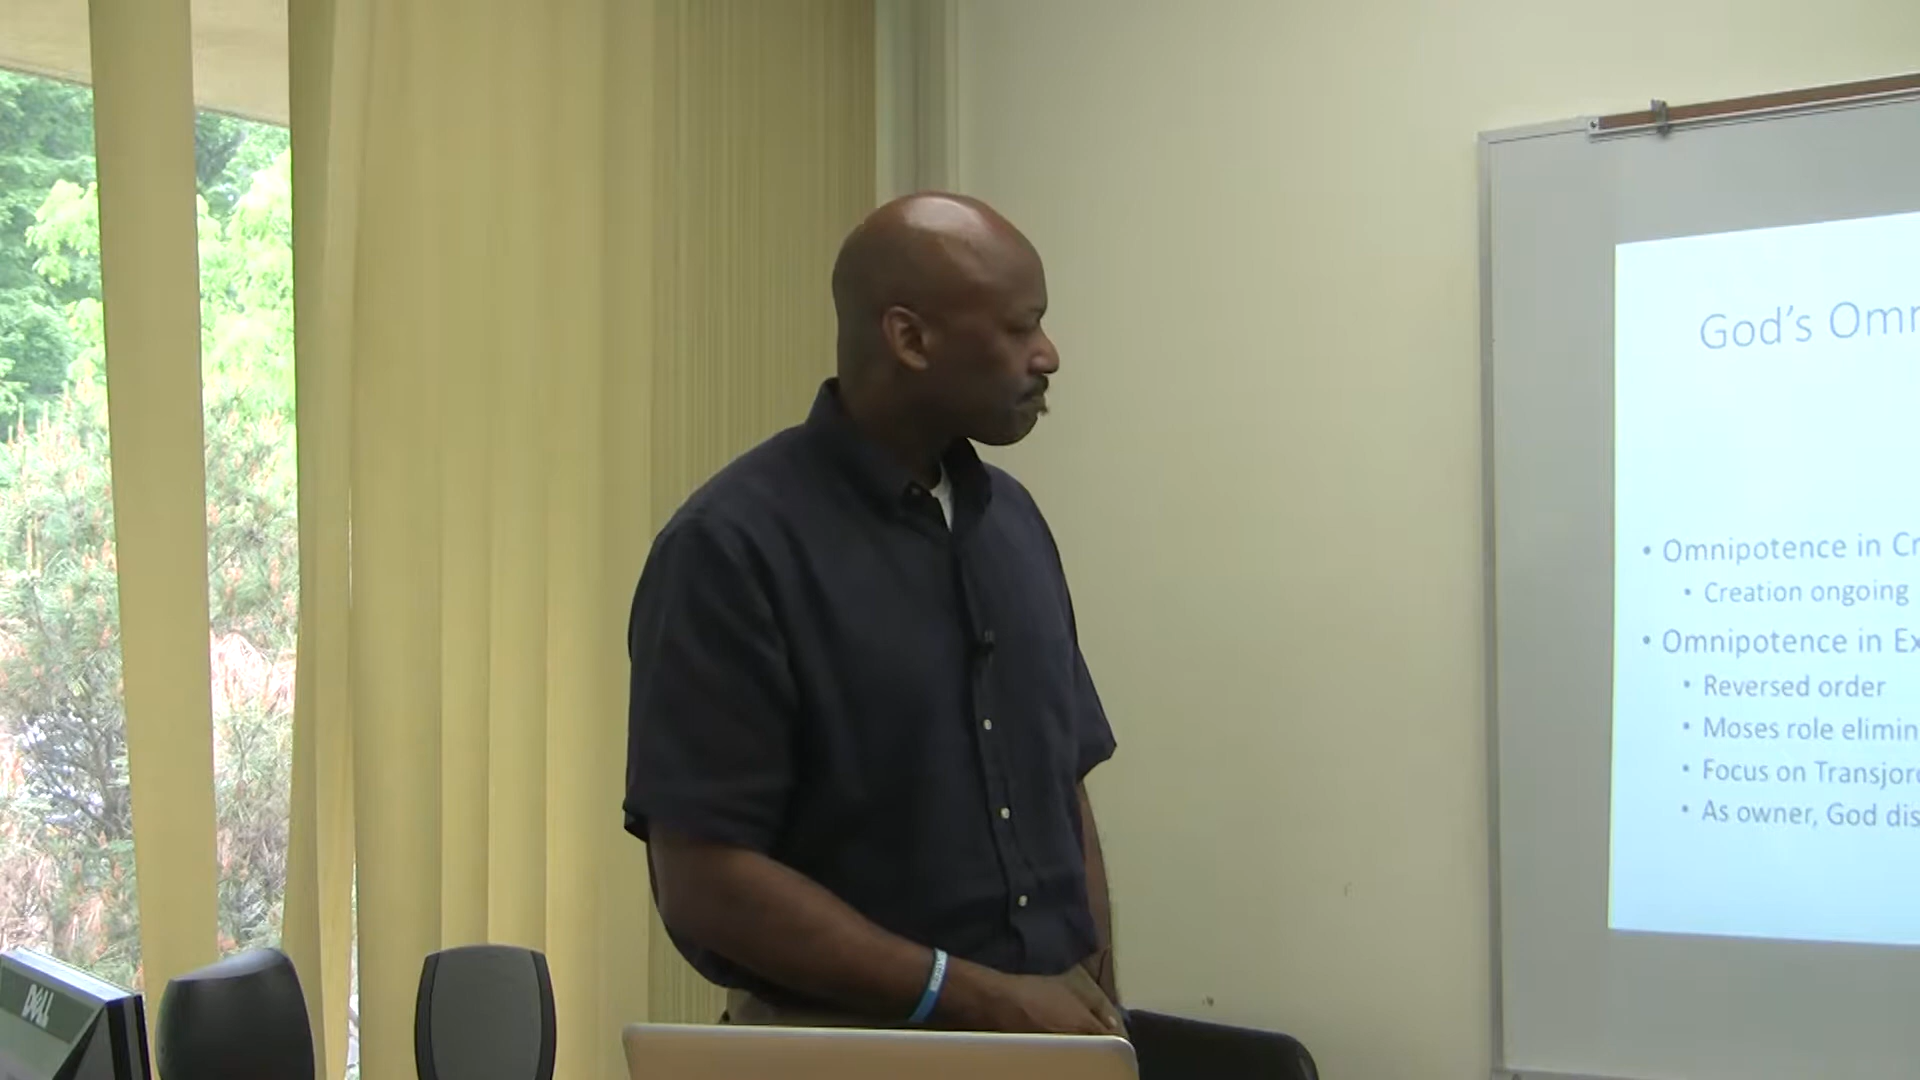 God's Omn
• Omnipotence in Cr
• Creation ongoing
• Omnipotence in Ex
• Reversed order
• Moses role elimin
• Focus on Transjord
• As owner, God dis
DELL